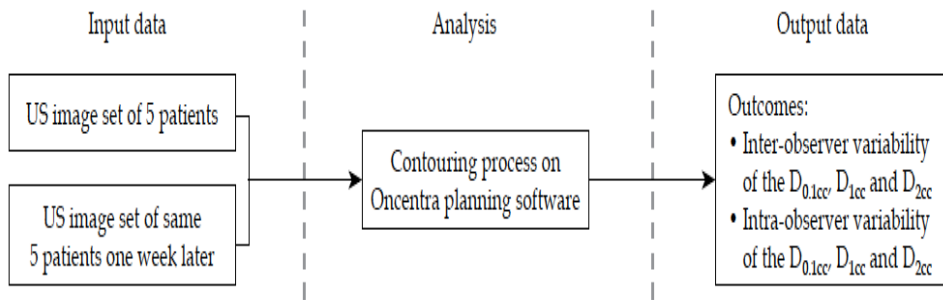 Input data
Analysis
Output data
US image set of 5 patients
US image set of same
5 patients one week later
Contouring process on
Oncentra planning software
Outcomes:
• Inter-observer variability
of the D0.1cc, D1cc and D2cc
• Intra-observer variability
of the D0.1cc, D1cc and D2cc